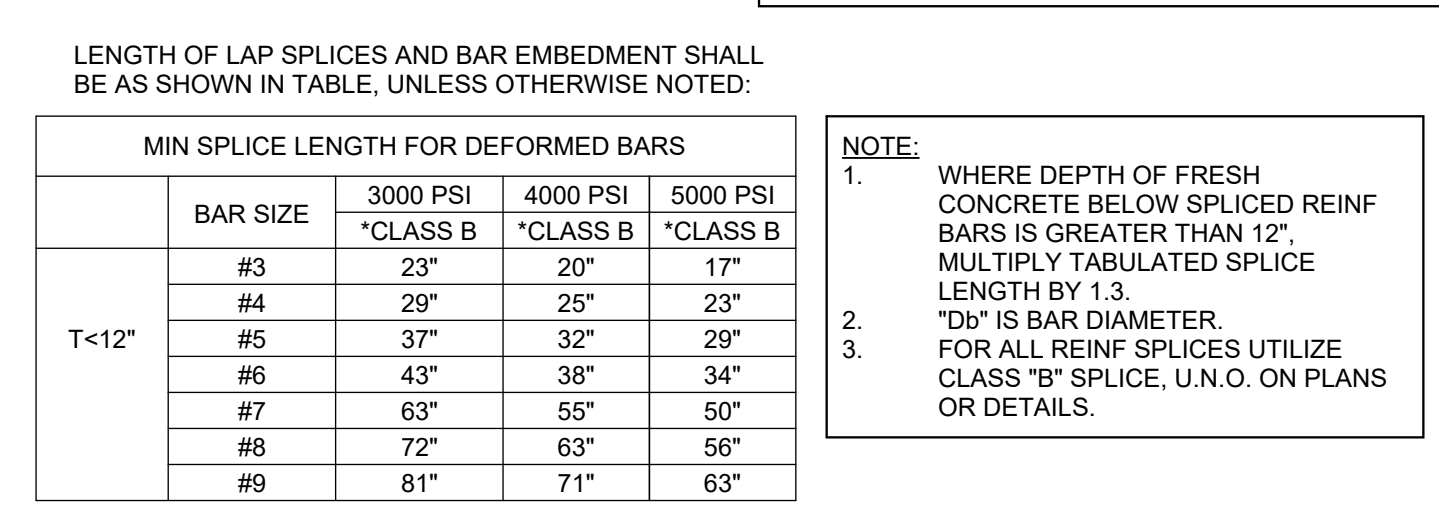 LENGTH OF LAP SPLICES AND BAR EMBEDMENT SHALL
BE AS SHOWN IN TABLE, UNLESS OTHERWISE NOTED:
MIN SPLICE LENGTH FOR DEFORMED BARS
BAR SIZE 3000 PSI 4000 PSI 5000 PSI
*CLASS B *CLASS B *CLASS B
T<12"
#3 23" 20" 17"
#4 29" 25" 23"
#5 37" 32" 29"
#6 43" 38" 34"
#7 63" 55" 50"
#8 72" 63" 56"
#9 81" 71" 63"
NOTE:
1. WHERE DEPTH OF FRESH
CONCRETE BELOW SPLICED REINF
BARS IS GREATER THAN 12",
MULTIPLY TABULATED SPLICE
LENGTH BY 1.3.
2. "Db" IS BAR DIAMETER.
3. FOR ALL REINF SPLICES UTILIZE
CLASS "B" SPLICE, U.N.O. ON PLANS
OR DETAILS.